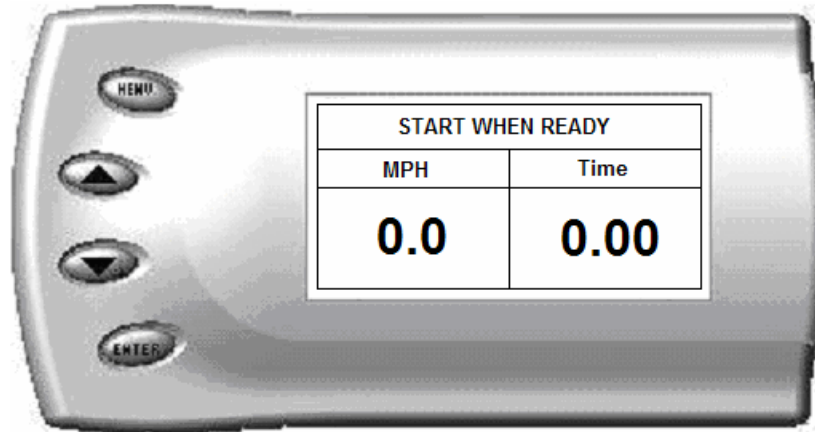 MENU
START WHEN READY
MPH Time
0.0 0.00
ENTER